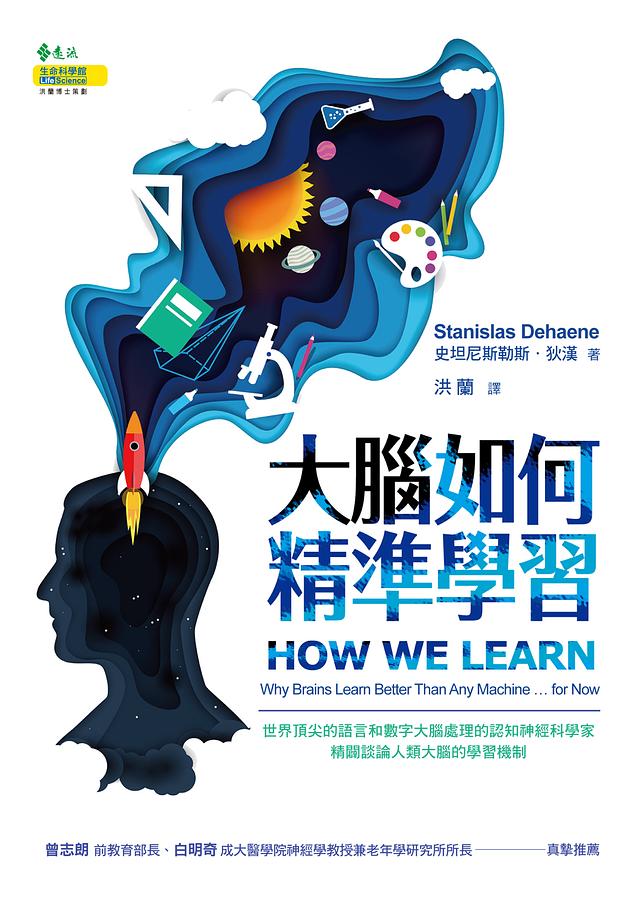 遠流
生命科學館
Life Science
洪蘭博士策劃
Stanislas Dehaene
史坦尼斯勒斯・狄漢 著
洪蘭 譯
大腦如何
精準學習
HOW WE LEARN
Why Brains Learn Better Than Any Machine … for Now
世界頂尖的語言和數字大腦處理的認知神經科學家
精闢談論人類大腦的學習機制
曾志朗 前教育部長、白明奇 成大醫學院神經學教授兼老年學研究所所長 ———— 真摯推薦